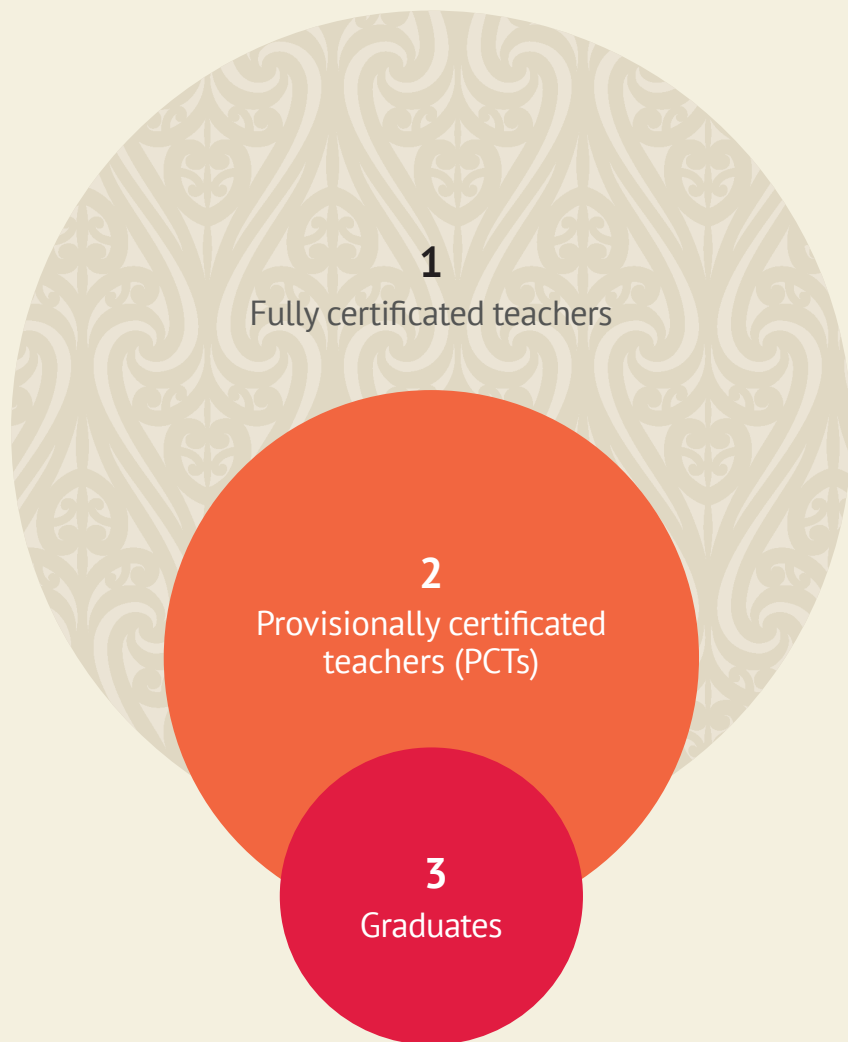 1
Fully certificated teachers
2
Provisionally certificated
teachers (PCTs)
3
Graduates